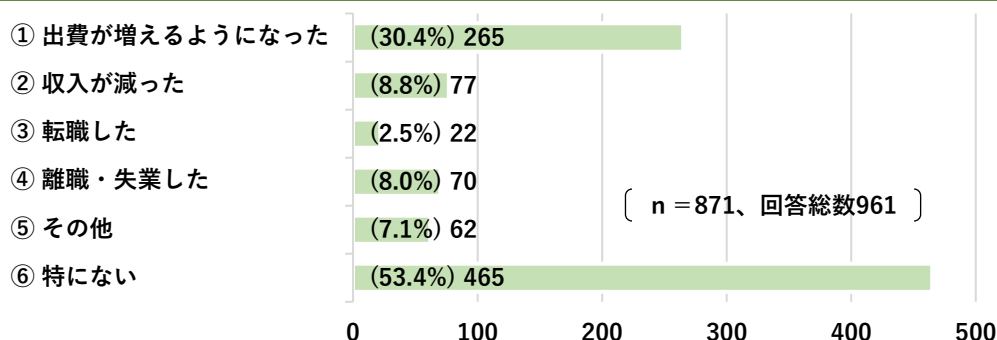 ① 出費が増えるようになった (30.4%) 265
② 収入が減った (8.8%) 77
③ 転職した (2.5%) 22
④ 離職・失業した (8.0%) 70
n =871、回答総数961
⑤ その他 (7.1%) 62
⑥ 特にない (53.4%) 465
0 100 200 300 400 500